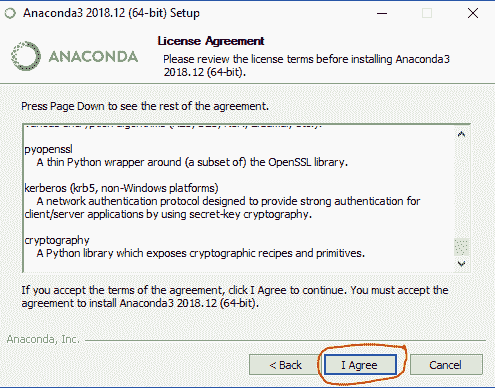 Anaconda3 2018.12 (64-bit) Setup
License Agreement
ANACONDA
Please review the license terms before installing Anaconda3
2018.12 (64-bit).
Press Page Down to see the rest of the agreement.
pyopenssl
A thin Python wrapper around (a subset of) the OpenSSL library.
kerberos (krb5, non-Windows platforms)
A network authentication protocol designed to provide strong authentication for
client/server applications by using secret-key cryptography.
cryptography
A Python library which exposes cryptographic recipes and primitives.
If you accept the terms of the agreement, click I Agree to continue. You must accept the
agreement to install Anaconda3 2018.12 (64-bit).
Anaconda, Inc.
< Back I Agree Cancel